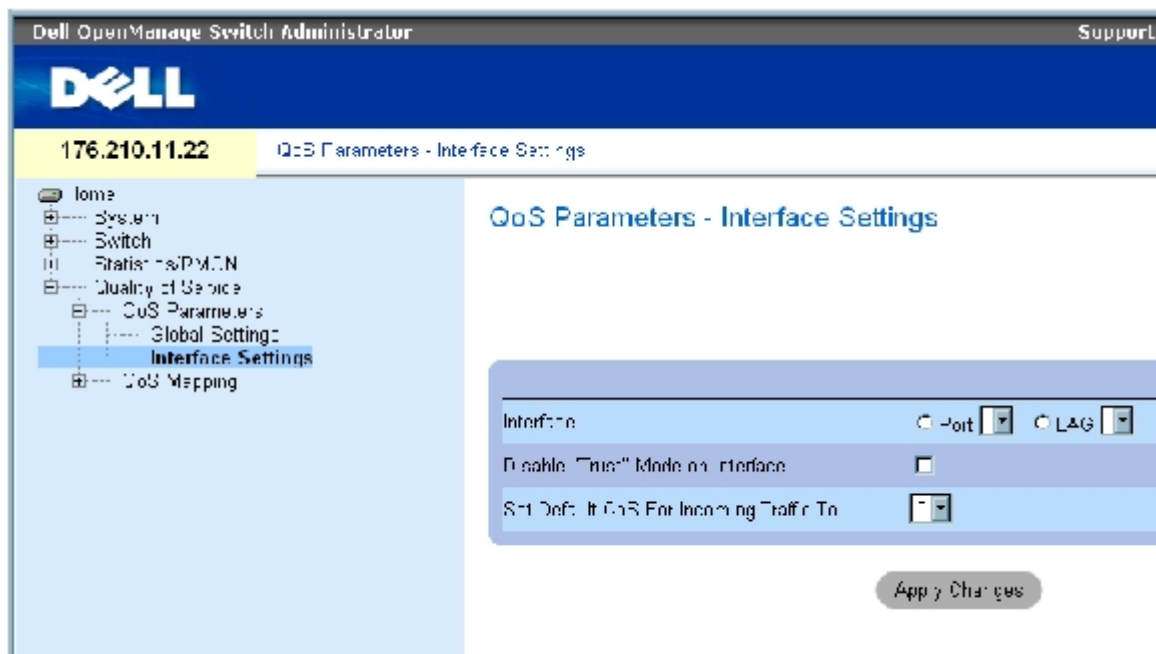 Dell OpenManage Switch Administrator
Support
DELL
176.210.11.22
QoS Parameters - Interface Settings
Home
System
Switch
Statistics/RMON
Quality of Service
QoS Parameters
Global Settings
Interface Settings
QoS Mapping
QoS Parameters - Interface Settings
Interface Port LAG
Disable "Trust" Mode on Interface
Set Default CoS For Incoming Traffic To
Apply Changes